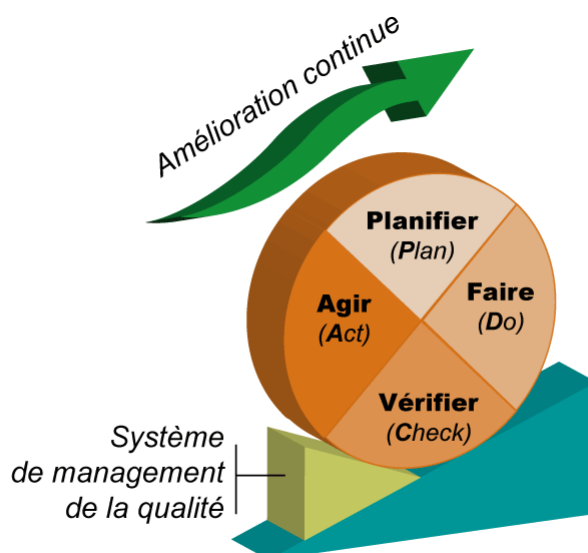 Amélioration continue
Planifier
(Plan)
Faire
(Do)
Agir
(Act)
Vérifier
(Check)
Système
de management
de la qualité